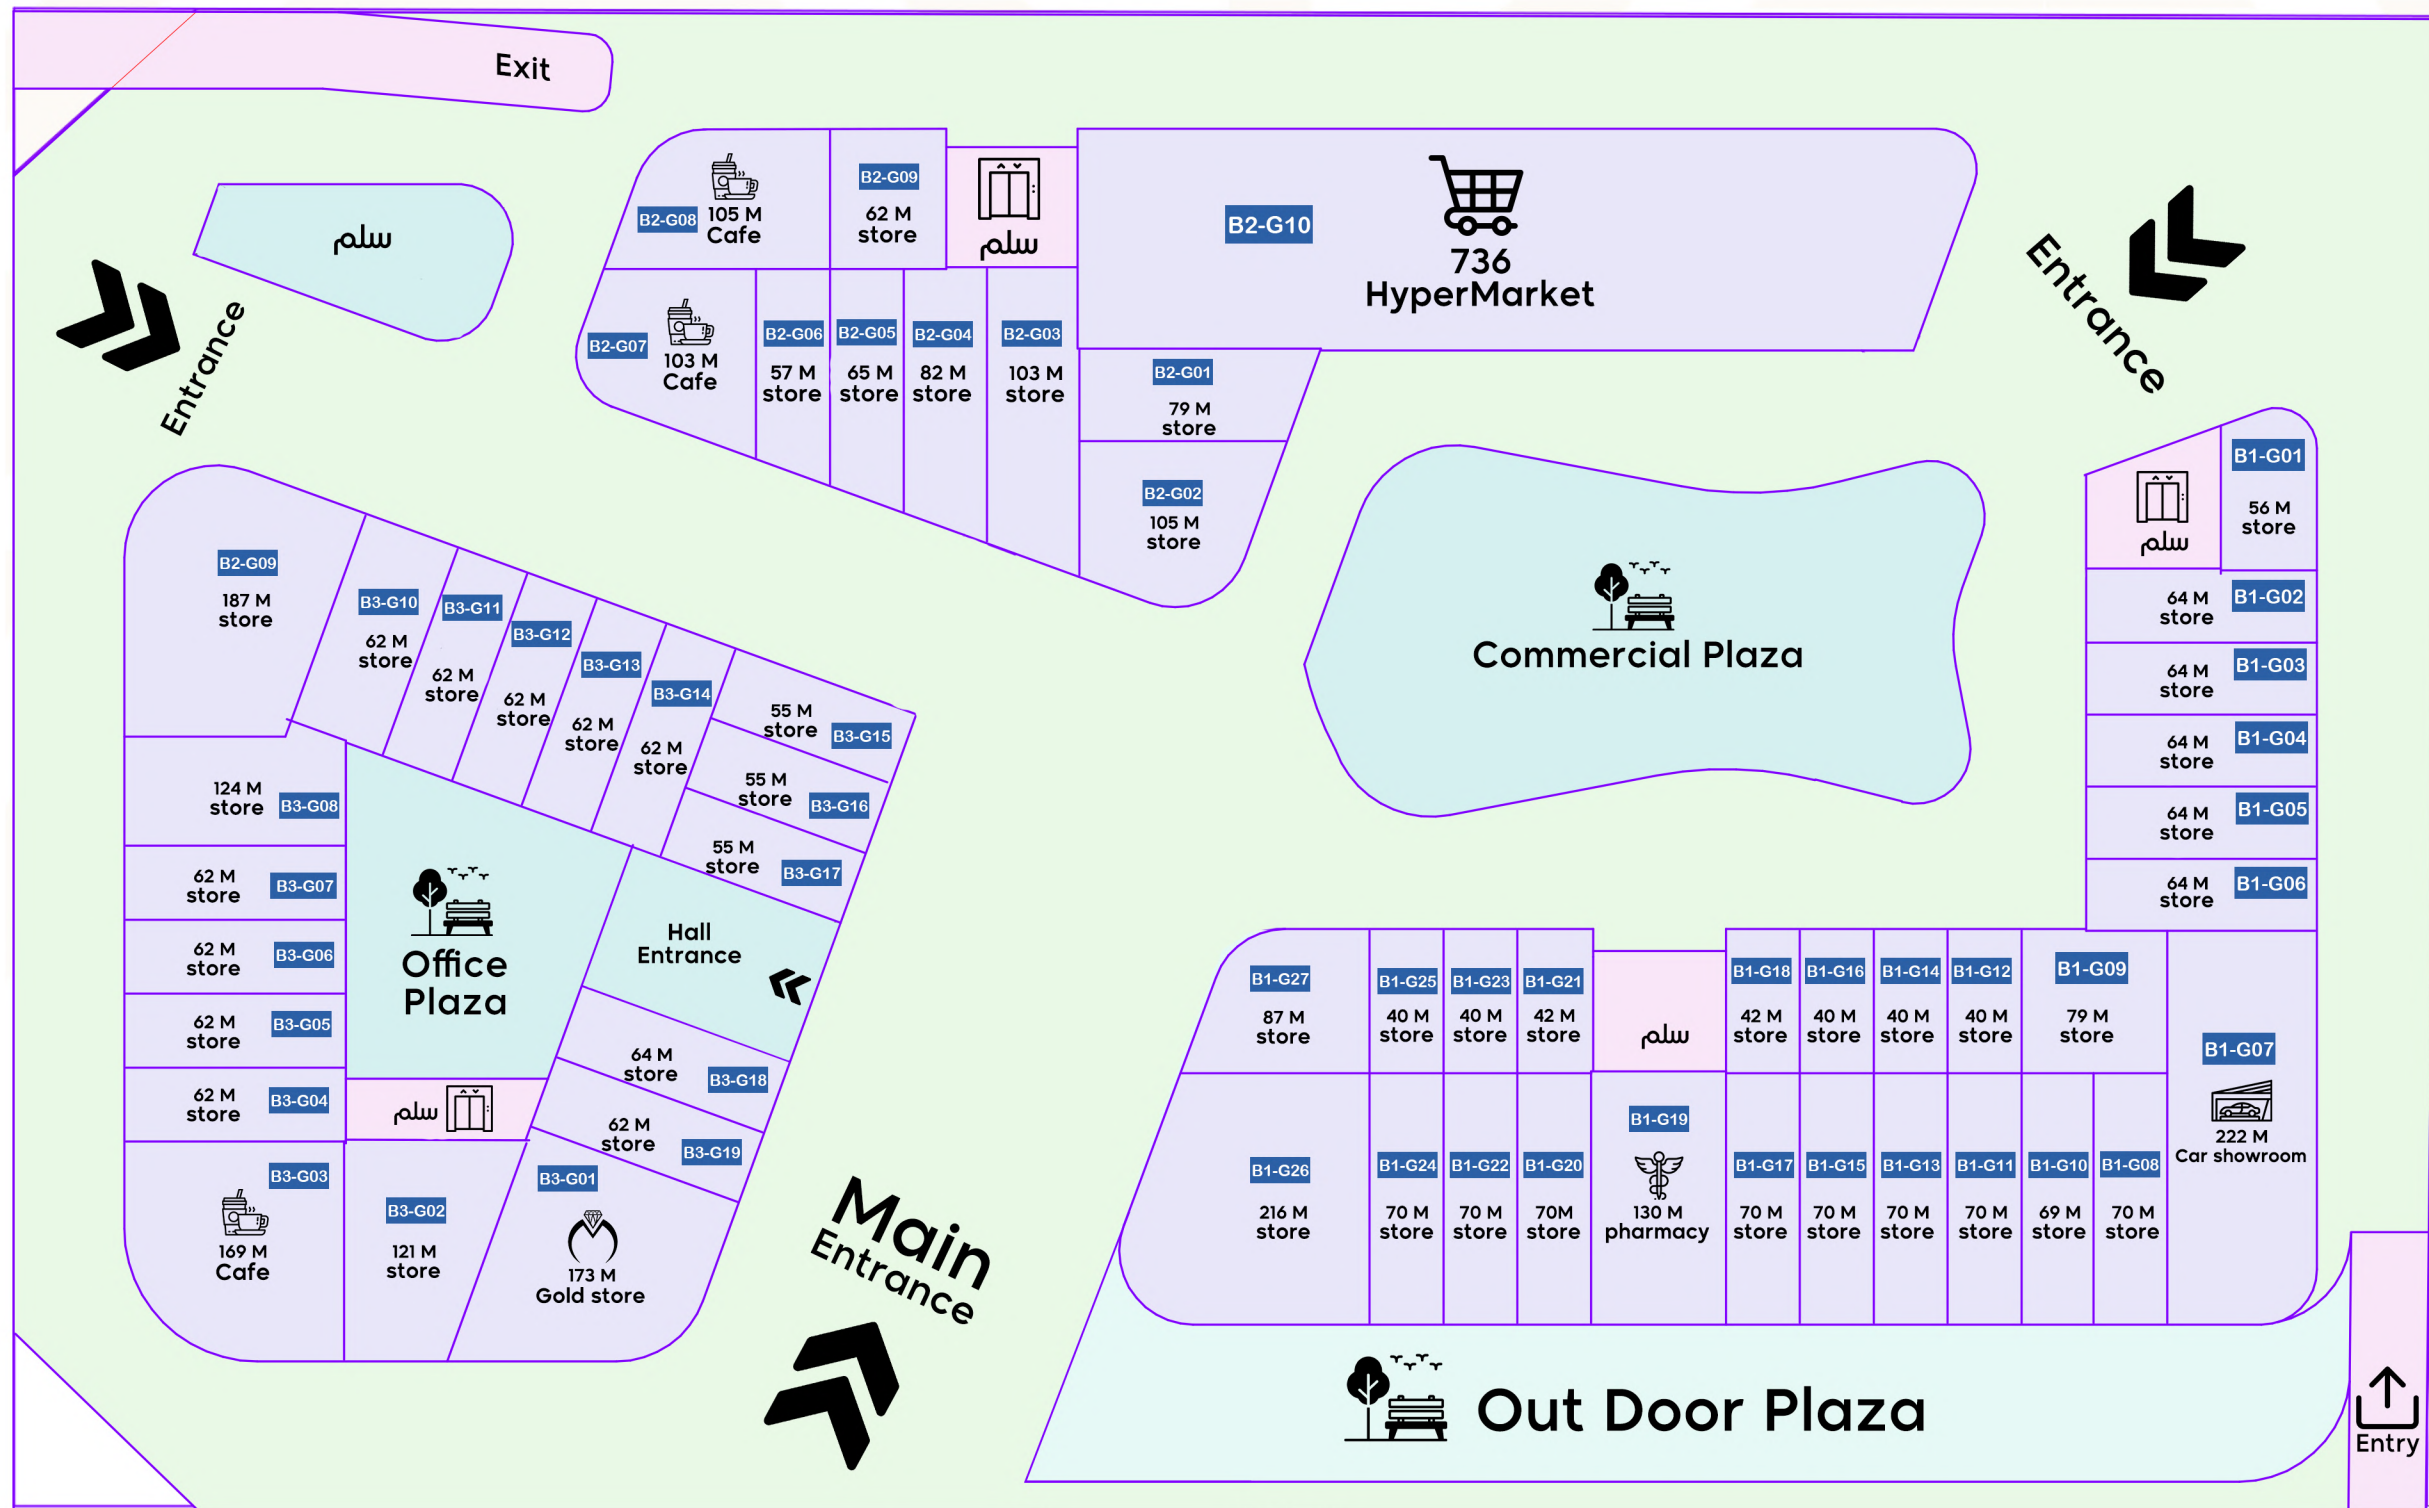 Exit
سلم
Entrance
B2-G08
105 M
Cafe
B2-G09
62 M
store
سلم
B2-G10
736
HyperMarket
Entrance
B2-G07
103 M
Cafe
B2-G06
57 M
store
B2-G05
65 M
store
B2-G04
82 M
store
B2-G03
103 M
store
B2-G01
79 M
store
B2-G02
105 M
store
Commercial Plaza
سلم
B1-G01
56 M
store
64 M
store
B1-G02
64 M
store
B1-G03
64 M
store
B1-G04
64 M
store
B1-G05
64 M
store
B1-G06
B2-G09
187 M
store
B3-G10
62 M
store
B3-G11
62 M
store
B3-G12
62 M
store
B3-G13
62 M
store
B3-G14
62 M
store
55 M
store
B3-G15
55 M
store
B3-G16
55 M
store
B3-G17
124 M
store
B3-G08
62 M
store
B3-G07
62 M
store
B3-G06
62 M
store
B3-G05
62 M
store
B3-G04
Office
Plaza
Hall
Entrance
سلم
64 M
store
B3-G18
62 M
store
B3-G19
B3-G03
169 M
Cafe
B3-G02
121 M
store
B3-G01
173 M
Gold store
Main
Entrance
B1-G27
87 M
store
B1-G25
40 M
store
B1-G23
40 M
store
B1-G21
42 M
store
سلم
B1-G18
42 M
store
B1-G16
40 M
store
B1-G14
40 M
store
B1-G12
40 M
store
B1-G09
79 M
store
B1-G07
222 M
Car showroom
B1-G26
216 M
store
B1-G24
70 M
store
B1-G22
70 M
store
B1-G20
70M
store
B1-G19
130 M
pharmacy
B1-G17
70 M
store
B1-G15
70 M
store
B1-G13
70 M
store
B1-G11
70 M
store
B1-G10
69 M
store
B1-G08
70 M
store
Out Door Plaza
Entry